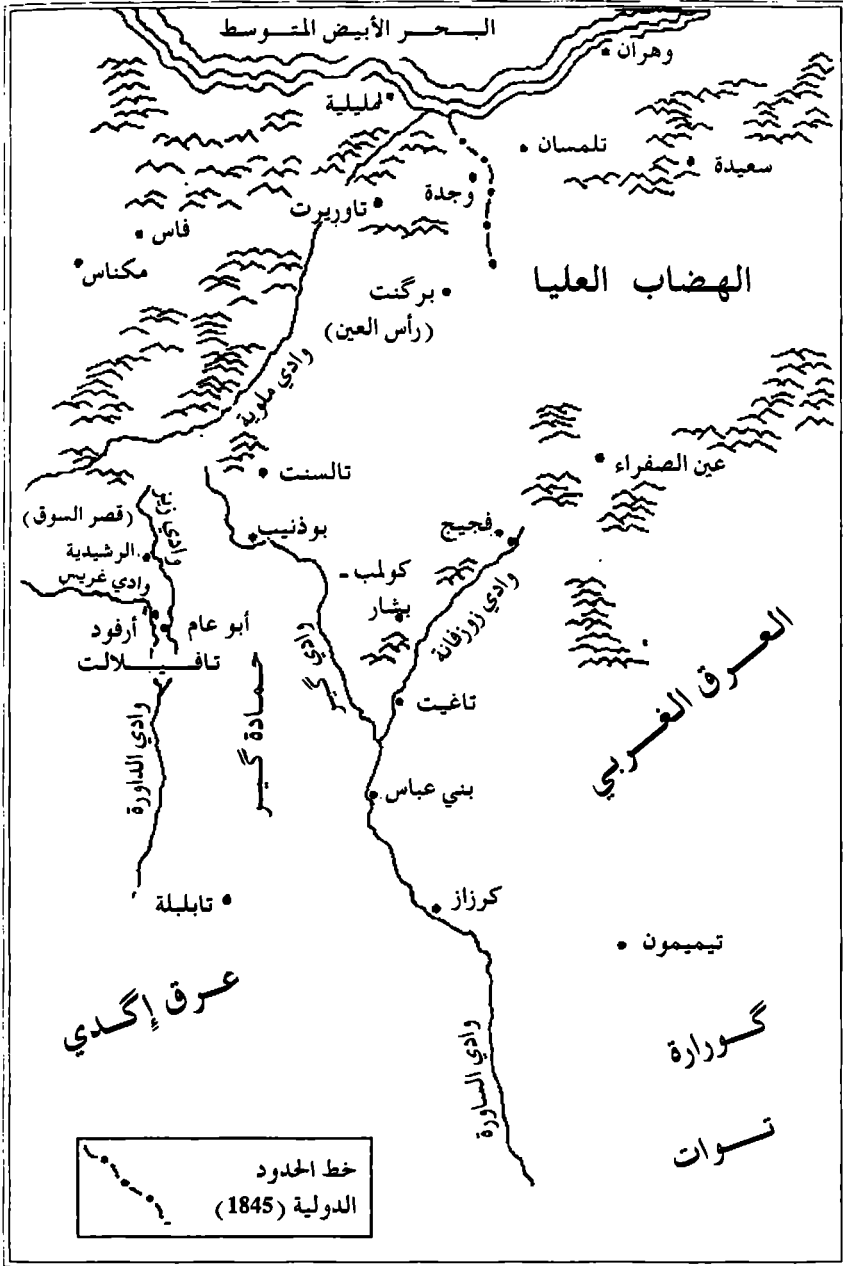 البحر الأبيض المتوسط
وهران
لمليلية
تلمسان
سعيدة
وجدة
تاوريرت
فاس
مكناس
الهضاب العليا
برگنت
(رأس العين)
وادي ملوية
تالسنت
عين الصفراء
وادي زيز
(قصر السوق)
الرشيدية
بوذنيب
فجيج
كولمب
بشار
وادي غريس
وادي زوزفانة
أبو عام
أرفود
تافيلالت
وادي گير
حمادة گير
العرق الغربي
تاغيت
وادي الداورة
بني عباس
تابلبلة
كرزاز
تيميمون
عرق إگدي
گورارة
وادي الساورة
توات
خط الحدود
الدولية (1845)